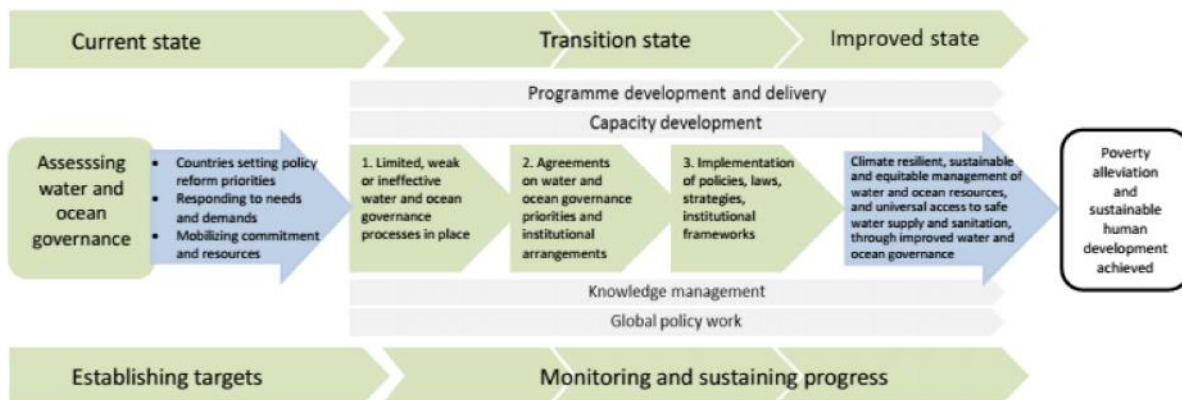 Current state
Transition state
Improved state
Programme development and delivery
Capacity development
Assesssing
water and
ocean
governance
• Countries setting policy
reform priorities
• Responding to needs
and demands
• Mobilizing commitment
and resources
1. Limited, weak
or ineffective
water and ocean
governance
processes in place
2. Agreements
on water and
ocean governance
priorities and
institutional
arrangements
3. Implementation
of policies, laws,
strategies,
institutional
frameworks
Climate resilient, sustainable
and equitable management of
water and ocean resources,
and universal access to safe
water supply and sanitation,
through improved water and
ocean governance
Poverty
alleviation
and
sustainable
human
development
achieved
Knowledge management
Global policy work
Establishing targets
Monitoring and sustaining progress